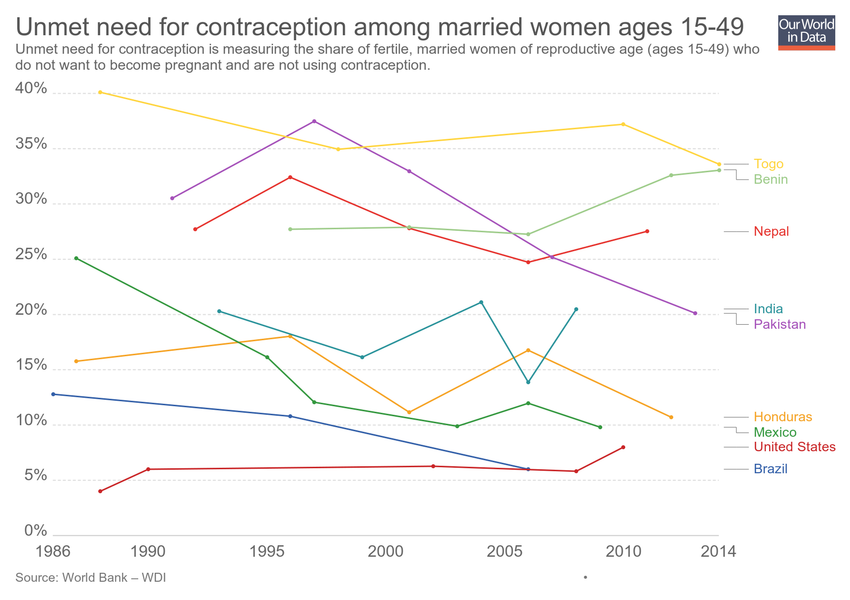 Unmet need for contraception among married women ages 15-49
Our World
in Data
Unmet need for contraception is measuring the share of fertile, married women of reproductive age (ages 15-49) who
do not want to become pregnant and are not using contraception.
40%
35%
30%
25%
20%
15%
10%
5%
0%
Togo
Benin
Nepal
India
Pakistan
Honduras
Mexico
United States
Brazil
1986 1990 1995 2000 2005 2010 2014
Source: World Bank – WDI